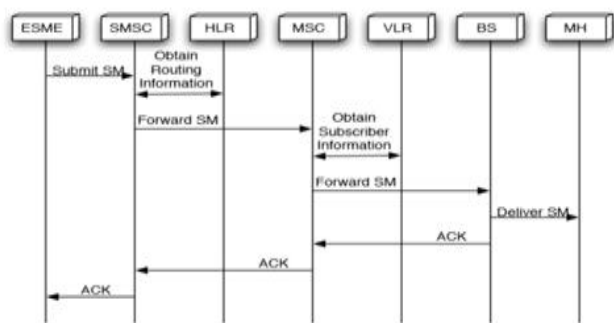 ESME SMSC HLR MSC VLR BS MH
Submit SM
Obtain
Routing
Information
Forward SM
Obtain
Subscriber
Information
Forward SM
Deliver SM
ACK
ACK
ACK